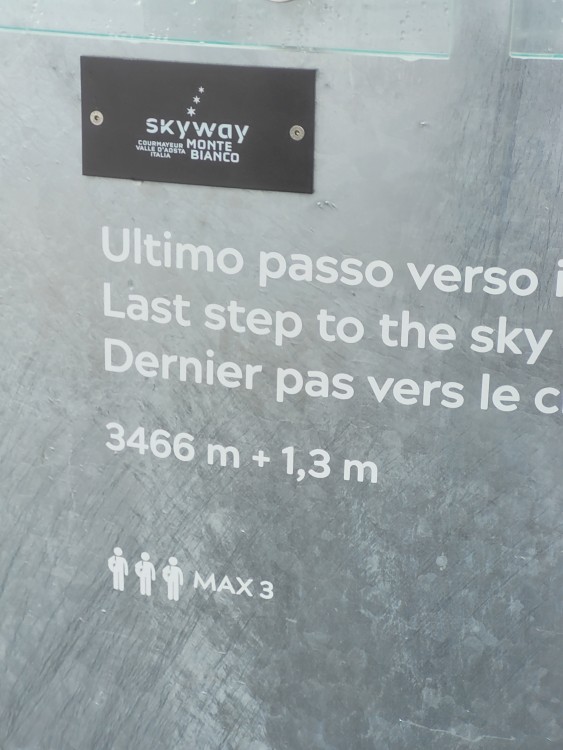 skyway
COURMAYEUR
VALLE D'AOSTA
ITALIA
MONTE
BIANCO
Ultimo passo verso
Last step to the sky
Dernier pas vers le
3466 m + 1,3 m
MAX 3